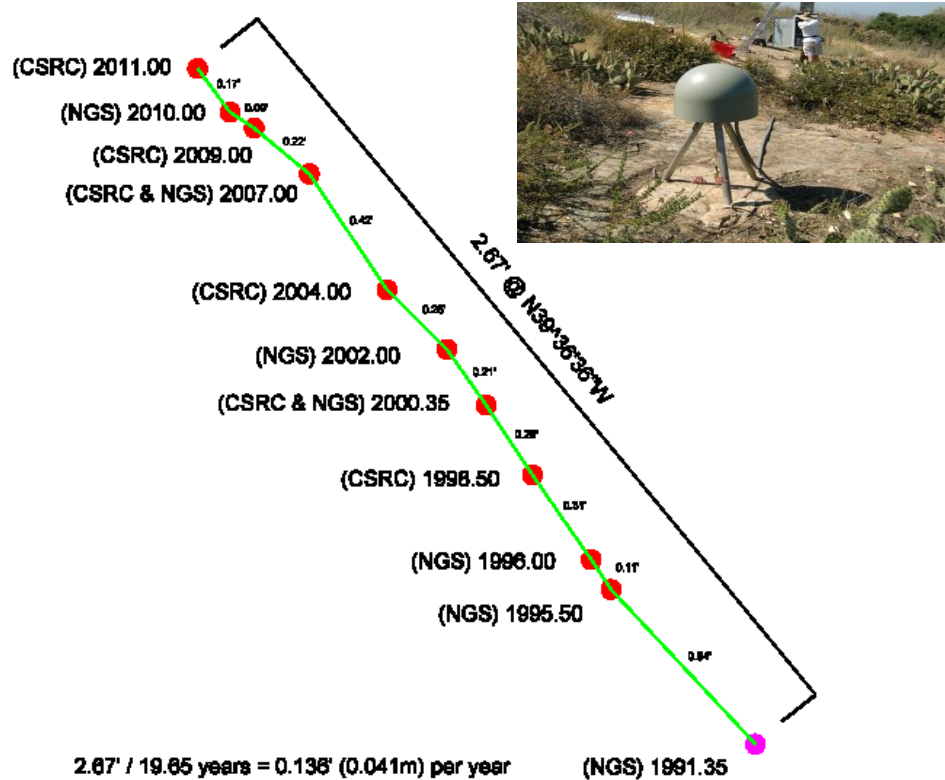 (CSRC) 2011.00
0.17'
(NGS) 2010.00
0.09'
(CSRC) 2009.00
0.22'
(CSRC & NGS) 2007.00
0.42'
2.67' @ N39°36'36"W
(CSRC) 2004.00
0.26'
(NGS) 2002.00
0.21'
(CSRC & NGS) 2000.35
0.26'
(CSRC) 1998.50
0.31'
(NGS) 1996.00
0.11'
(NGS) 1995.50
0.64'
2.67' / 19.65 years = 0.136' (0.041m) per year
(NGS) 1991.35